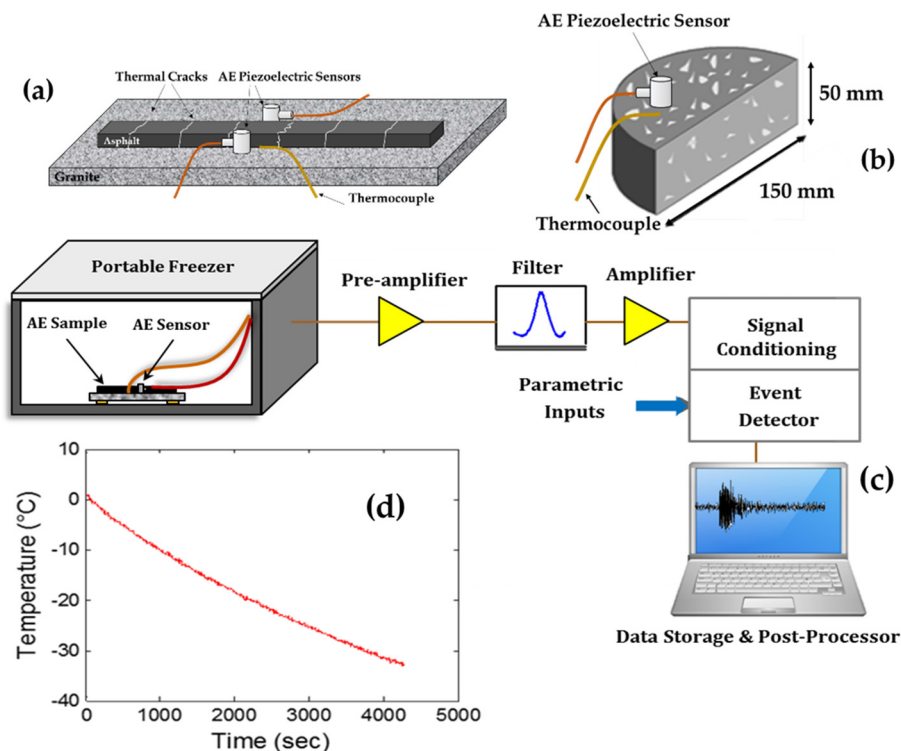 (a)
Thermal Cracks
AE Piezoelectric Sensors
Asphalt
Granite
Thermocouple
AE Piezoelectric Sensor
50 mm
(b)
150 mm
Thermocouple
Portable Freezer
AE Sample
AE Sensor
Pre-amplifier
Filter
Amplifier
Signal
Conditioning
Parametric
Inputs
Event
Detector
(c)
Data Storage & Post-Processor
(d)
10
0
-10
-20
-30
-40
Temperature (°C)
0
1000
2000
3000
4000
5000
Time (sec)